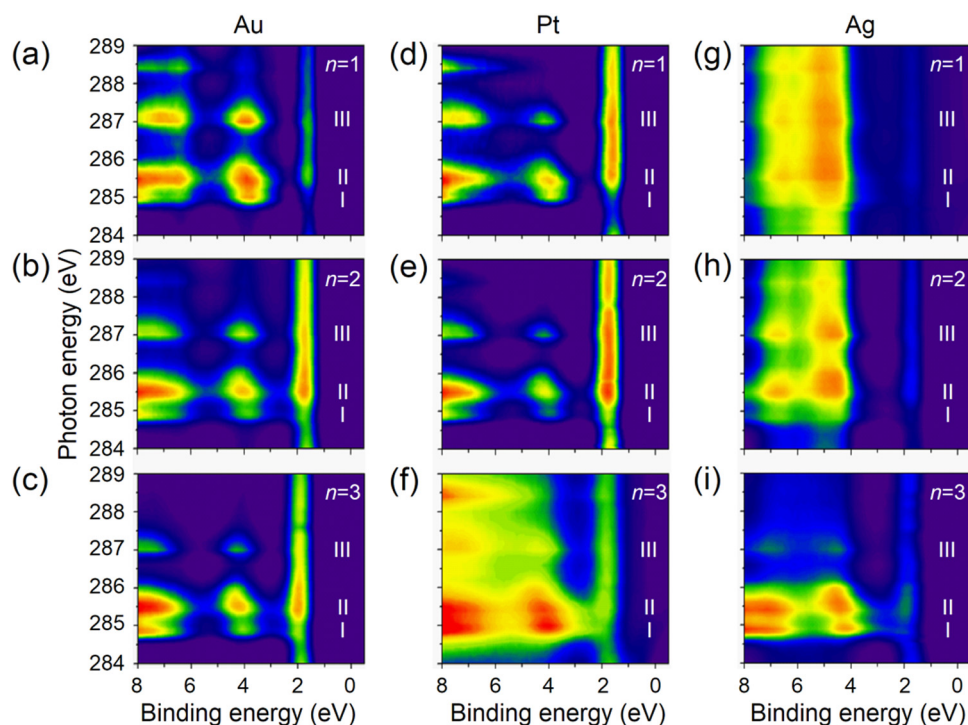 Au Pt Ag
(a) 289 288 287 286 285 284 n=1 III II I
(d) n=1 III II I
(g) n=1 III II I
(b) 289 288 287 286 285 284 n=2 III II I
(e) n=2 III II I
(h) n=2 III II I
(c) 289 288 287 286 285 284 n=3 III II I
(f) n=3 III II I
(i) n=3 III II I
Photon energy (eV)
8 6 4 2 0 8 6 4 2 0 8 6 4 2 0
Binding energy (eV) Binding energy (eV) Binding energy (eV)